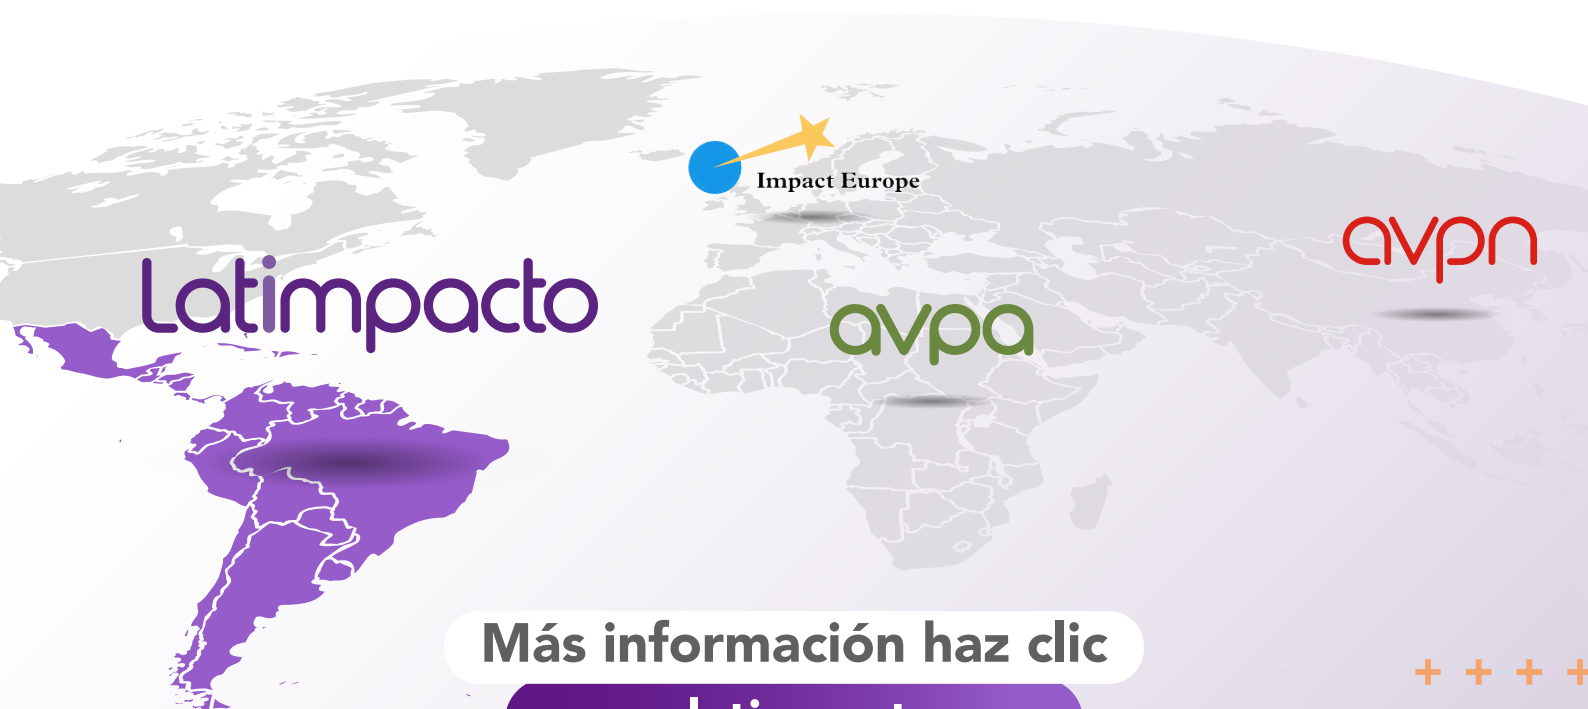 Impact Europe
avpn
Latimpacto
avpa
Más información haz clic